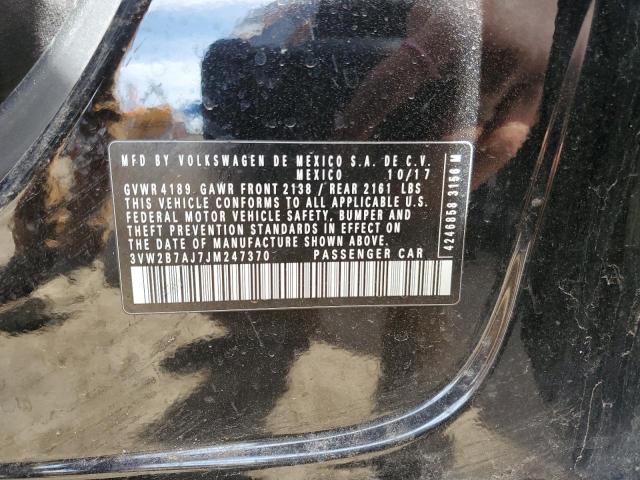 MFD BY VOLKSWAGEN DE MEXICO S.A. DE C.V.
MEXICO 10/17
GVWR 4189 GAWR FRONT 2138 / REAR 2161 LBS
THIS VEHICLE CONFORMS TO ALL APPLICABLE U.S.
FEDERAL MOTOR VEHICLE SAFETY, BUMPER AND
THEFT PREVENTION STANDARDS IN EFFECT ON
THE DATE OF MANUFACTURE SHOWN ABOVE.
3VW2B7AJ7JM247370 PASSENGER CAR
4246858 3156 M